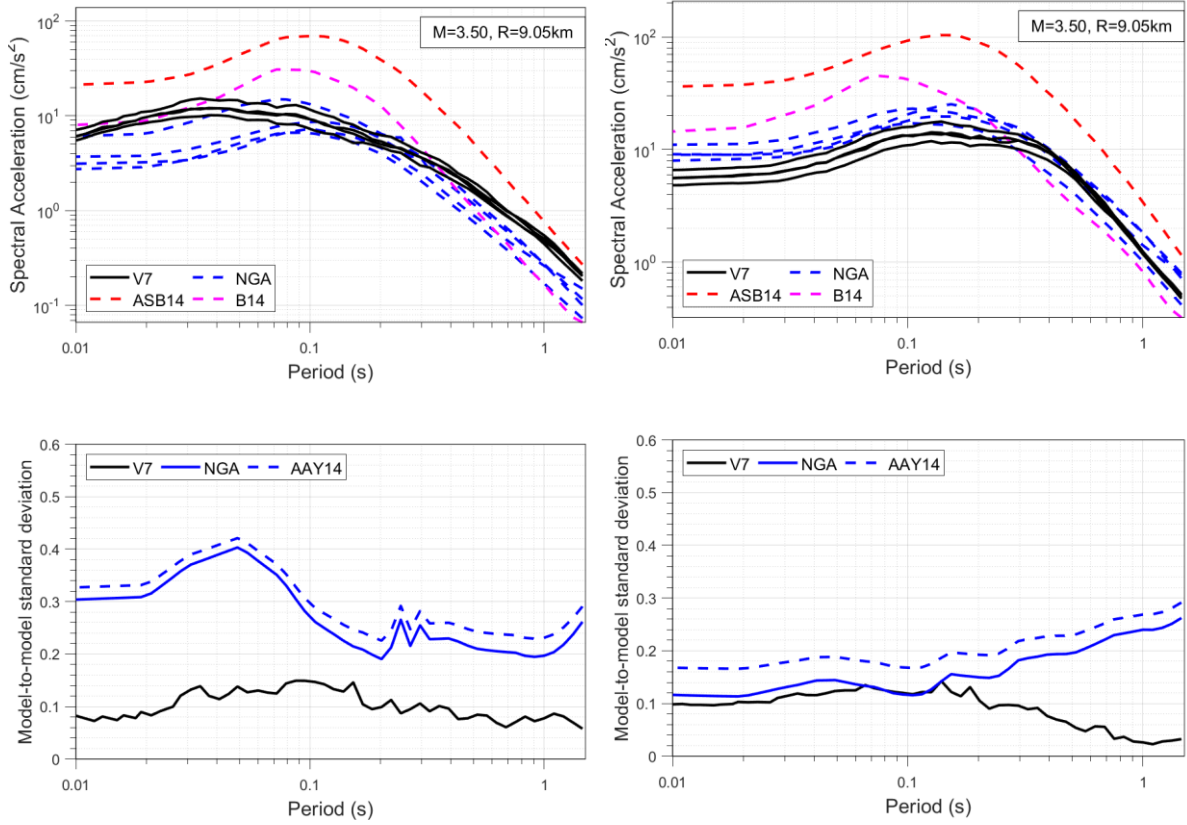 Spectral Acceleration (cm/s²)
10²
10¹
10⁰
10⁻¹
M=3.50, R=9.05km
V7
NGA
ASB14
B14
0.01
0.1
1
Period (s)
Spectral Acceleration (cm/s²)
10²
10¹
10⁰
M=3.50, R=9.05km
V7
NGA
ASB14
B14
0.01
0.1
1
Period (s)
Model-to-model standard deviation
0.6
0.5
0.4
0.3
0.2
0.1
0
V7
NGA
AAY14
0.01
0.1
1
Period (s)
Model-to-model standard deviation
0.6
0.5
0.4
0.3
0.2
0.1
0
V7
NGA
AAY14
0.01
0.1
1
Period (s)